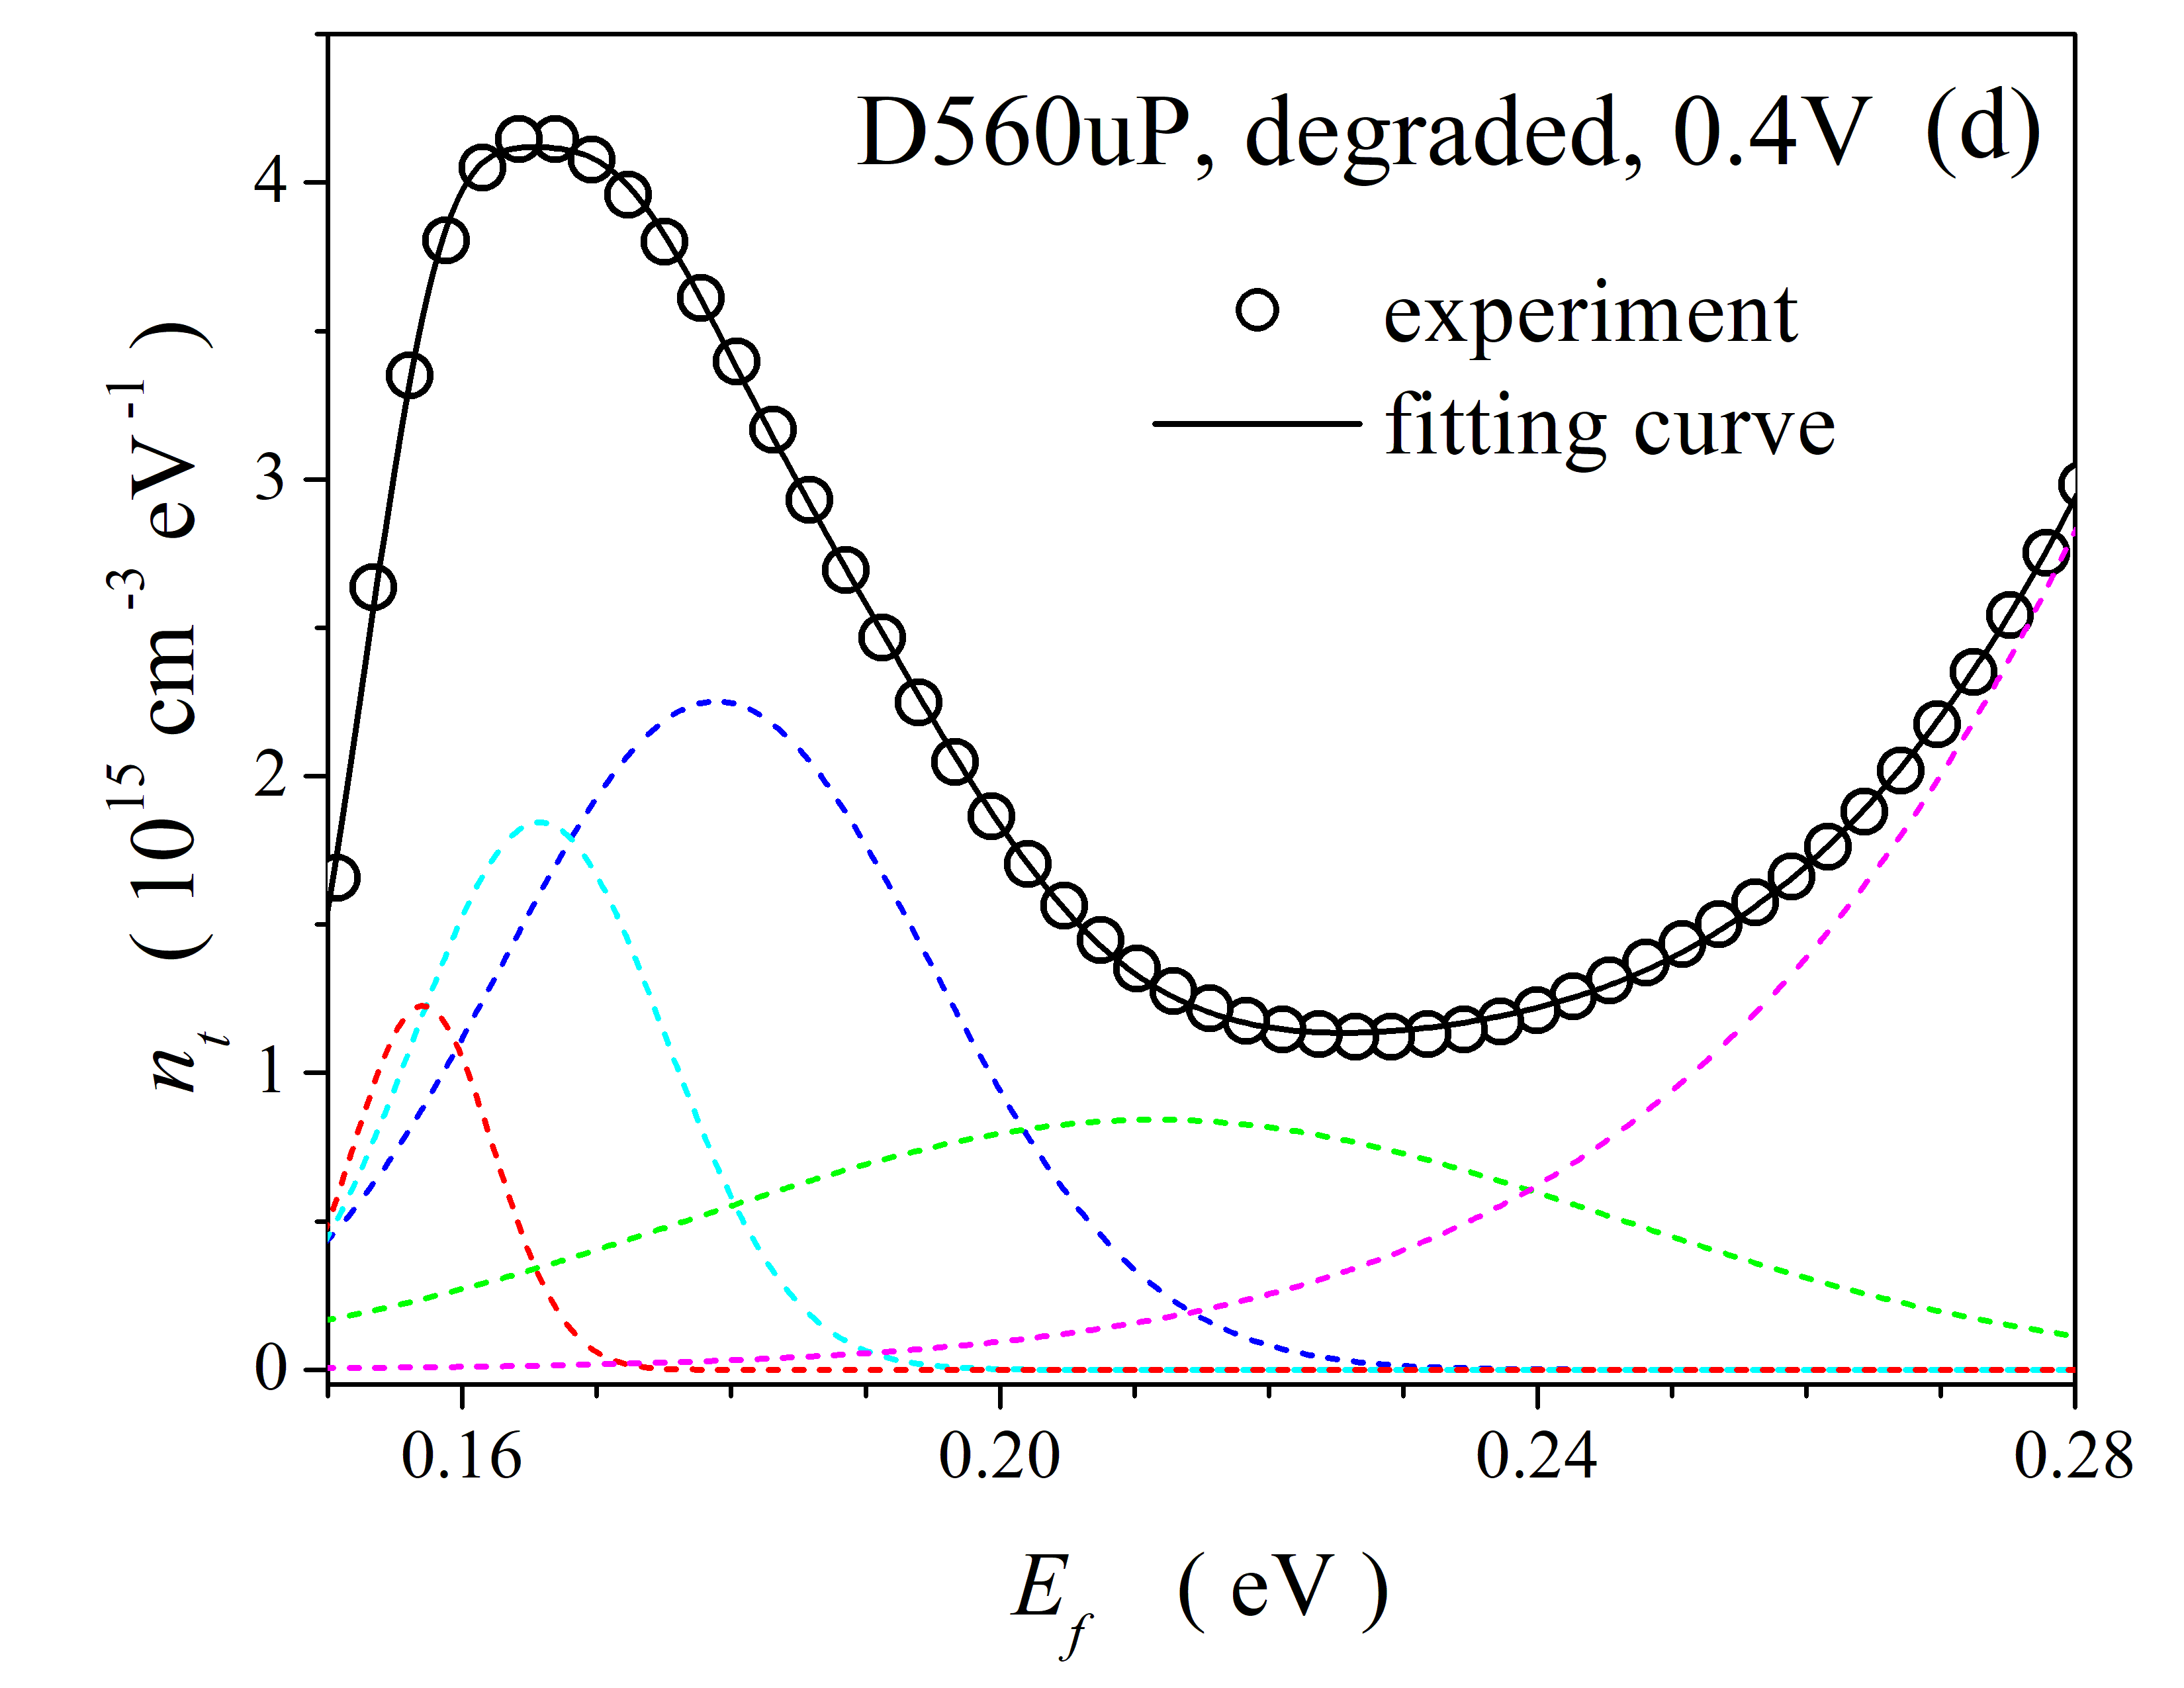 D560uP, degraded, 0.4V (d)
experiment
fitting curve
n_t ( 10^15 cm^-3 eV^-1 )
4
3
2
1
0
0.16 0.20 0.24 0.28
E_f ( eV )